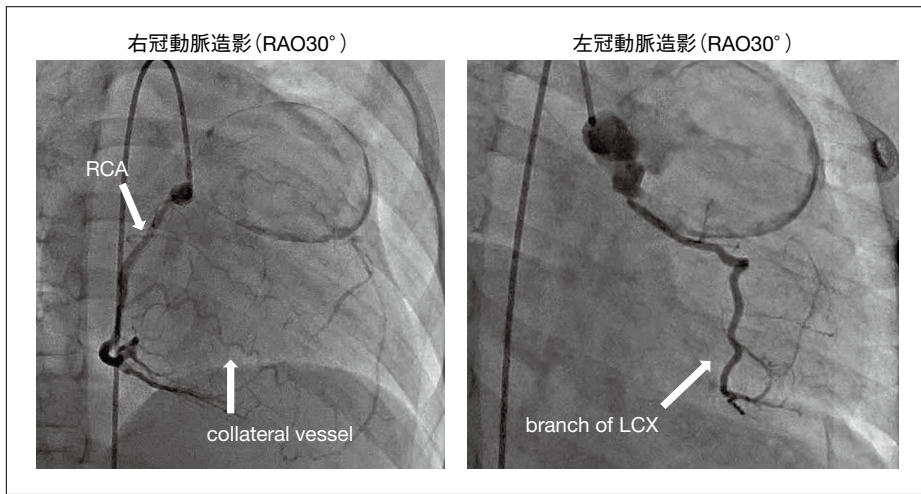 右冠動脈造影（RAO30°）
左冠動脈造影（RAO30°）
RCA
collateral vessel
branch of LCX